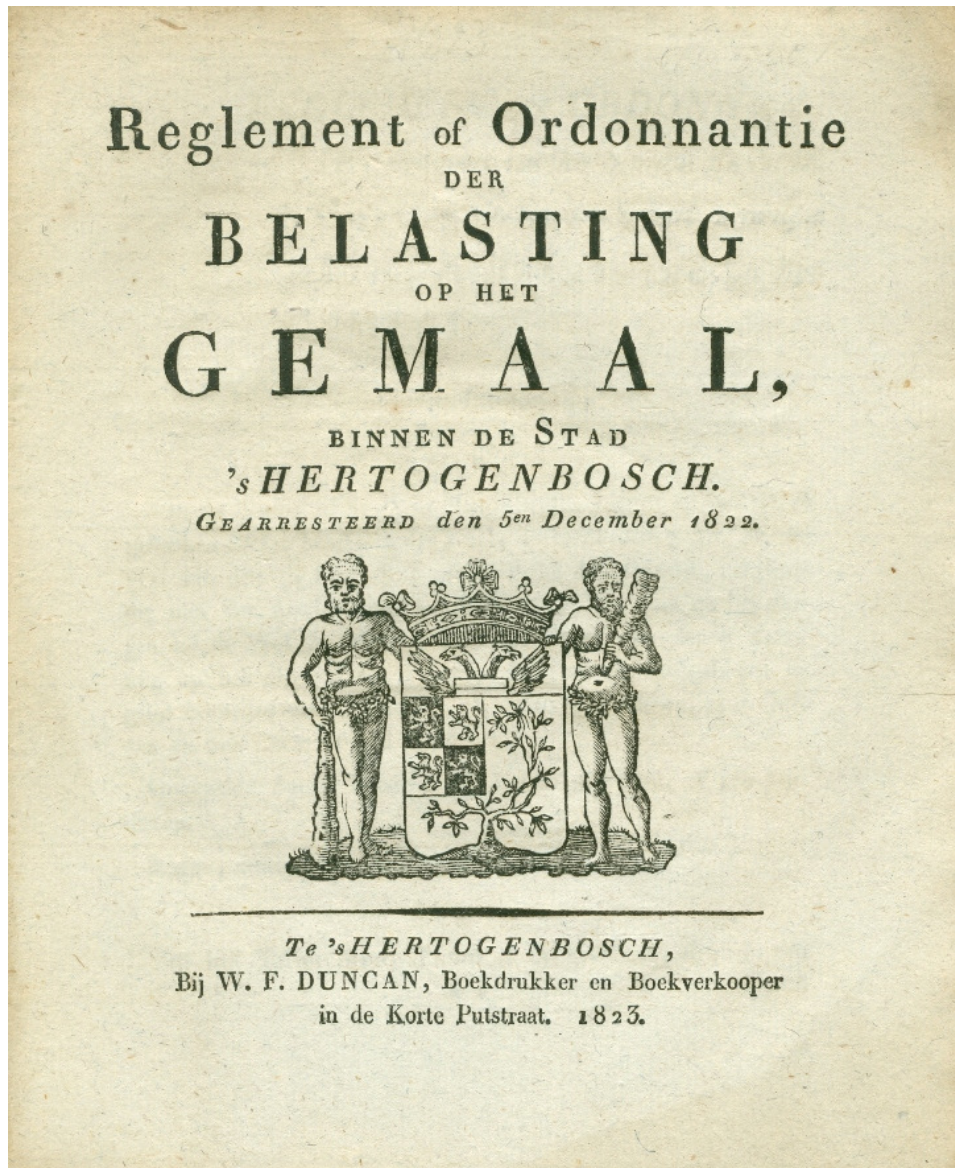 Reglement of Ordonnantie
DER
BELASTING
OP HET
GEMAAL,
BINNEN DE STAD
'sHERTOGENBOSCH.
GEARRESTEERD den 5en December 1822.
Te 'sHERTOGENBOSCH,
Bij W. F. DUNCAN, Boekdrukker en Boekverkooper
in de Korte Putstraat. 1823.